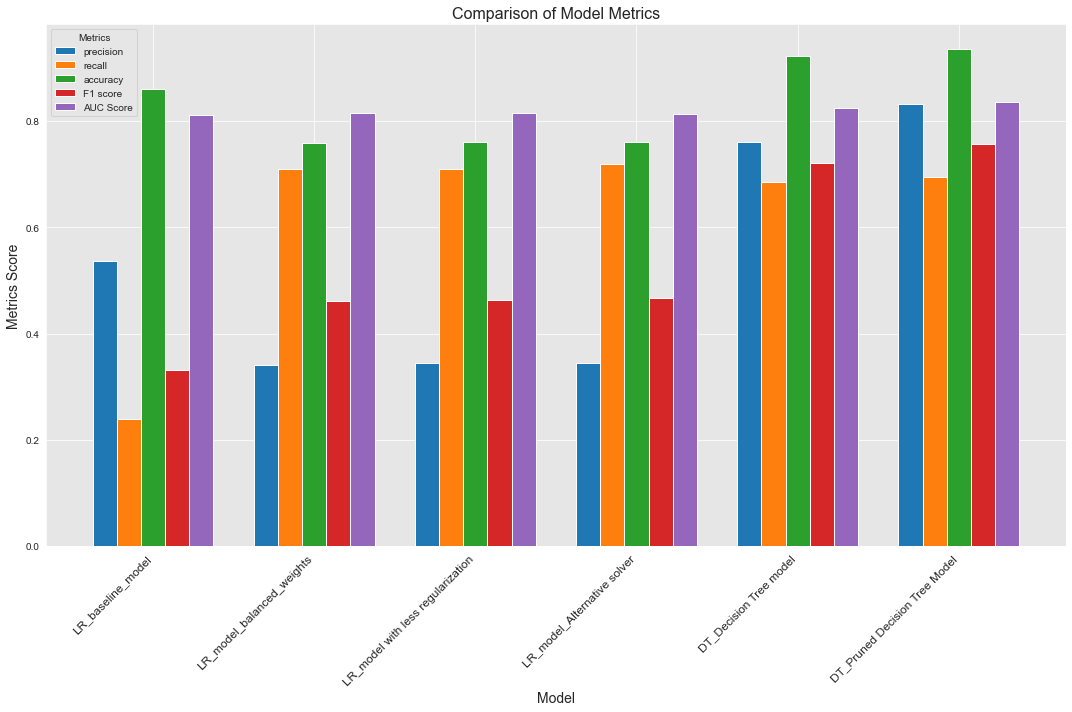 Comparison of Model Metrics
Metrics
precision
recall
accuracy
F1 score
AUC Score
Metrics Score
0.8
0.6
0.4
0.2
0.0
LR_baseline_model
LR_model_balanced_weights
LR_model with less regularization
LR_model_Alternative solver
DT_Decision Tree model
DT_Pruned Decision Tree Model
Model